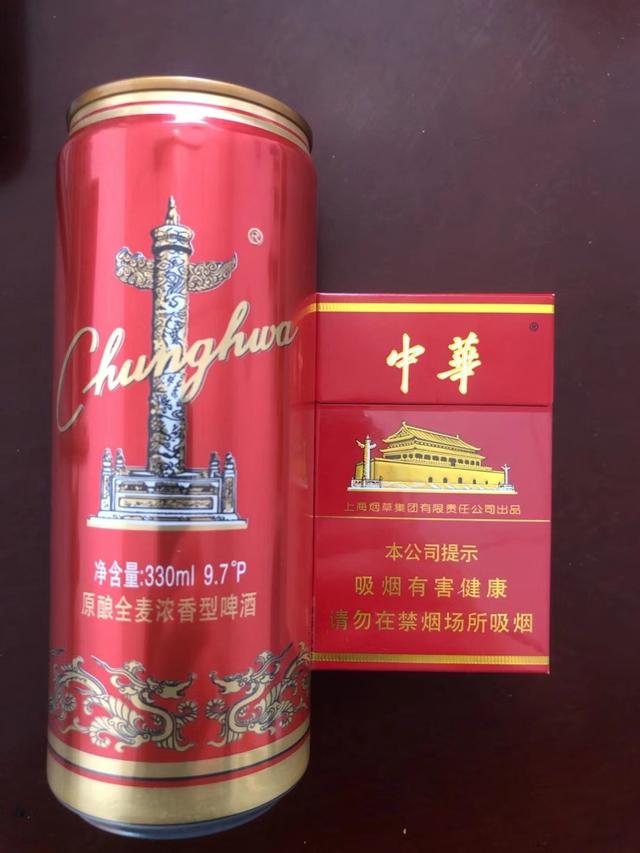 ®
Chunghwa
净含量:330ml 9.7°P
原酿全麦浓香型啤酒
中華®
上海烟草集团有限责任公司出品
本公司提示
吸烟有害健康
请勿在禁烟场所吸烟